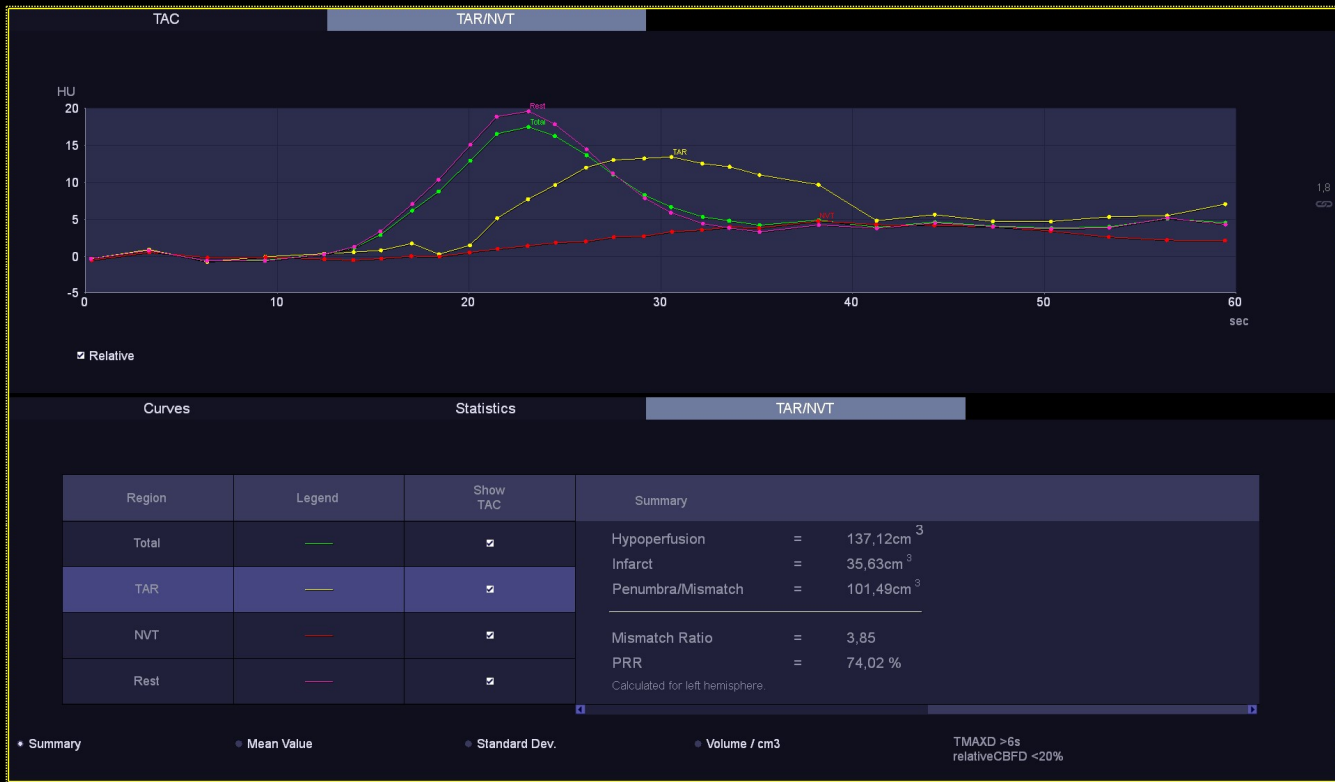 TAC TAR/NVT
HU
20
15
10
5
0
-5
Rest
Total
TAR
NVT
0 10 20 30 40 50 60
sec
1,8
Relative
Curves Statistics TAR/NVT
Region Legend Show TAC Summary
Total
TAR
NVT
Rest
Hypoperfusion = 137,12cm 3
Infarct = 35,63cm 3
Penumbra/Mismatch = 101,49cm 3
Mismatch Ratio = 3,85
PRR = 74,02 %
Calculated for left hemisphere.
Summary Mean Value Standard Dev. Volume / cm3
TMAXD >6s
relativeCBFD <20%